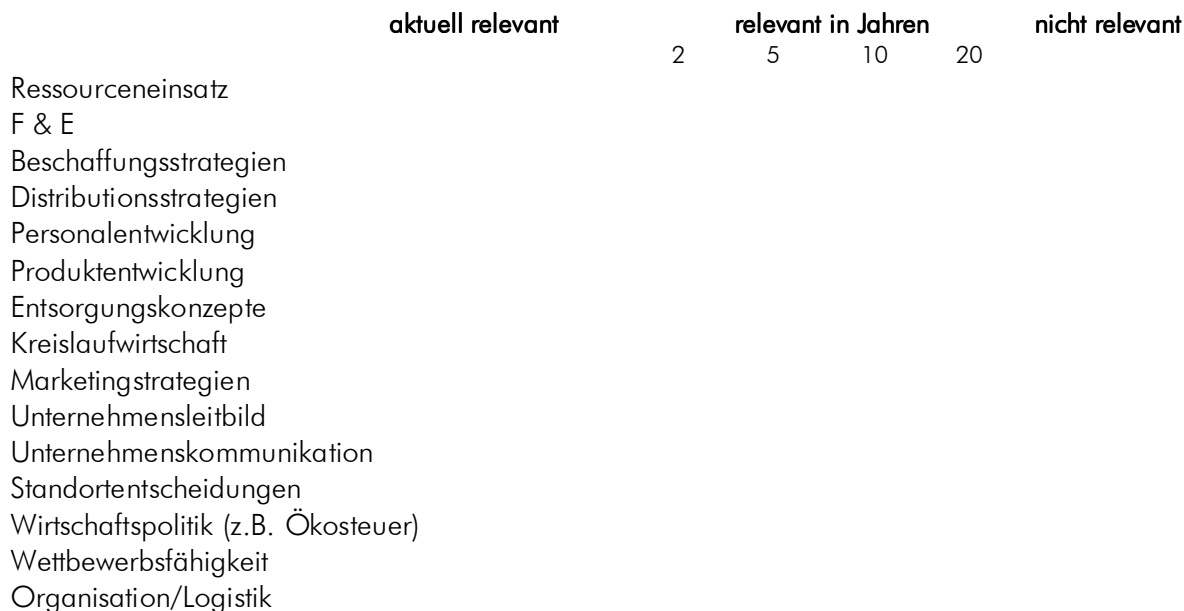 aktuell relevant relevant in Jahren nicht relevant
2 5 10 20
Ressourceneinsatz
F & E
Beschaffungsstrategien
Distributionsstrategien
Personalentwicklung
Produktentwicklung
Entsorgungskonzepte
Kreislaufwirtschaft
Marketingstrategien
Unternehmensleitbild
Unternehmenskommunikation
Standortentscheidungen
Wirtschaftspolitik (z.B. Ökosteuer)
Wettbewerbsfähigkeit
Organisation/Logistik